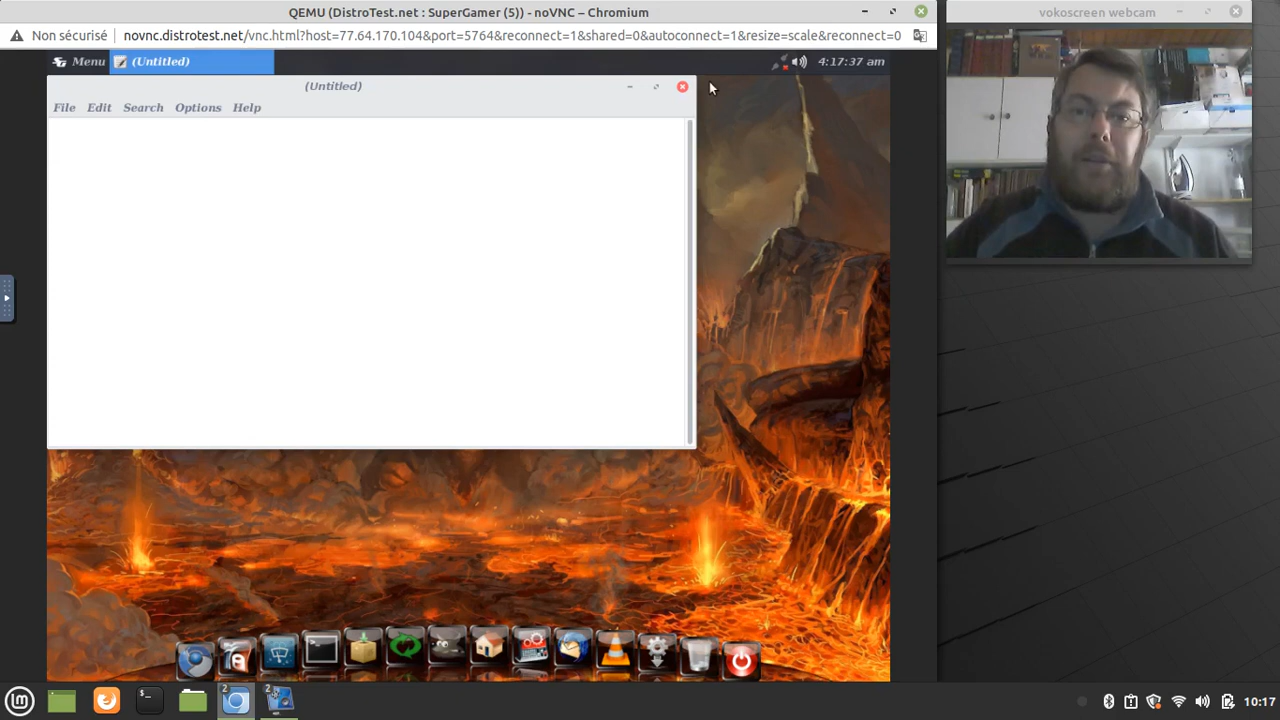 QEMU (DistroTest.net : SuperGamer (5)) - noVNC – Chromium
vokoscreen webcam
Non sécurisé
novnc.distrotest.net/vnc.html?host=77.64.170.104&port=5764&reconnect=1&shared=0&autoconnect=1&resize=scale&reconnect=0
Menu
(Untitled)
4:17:37 am
(Untitled)
File Edit Search Options Help
2
2
10:17